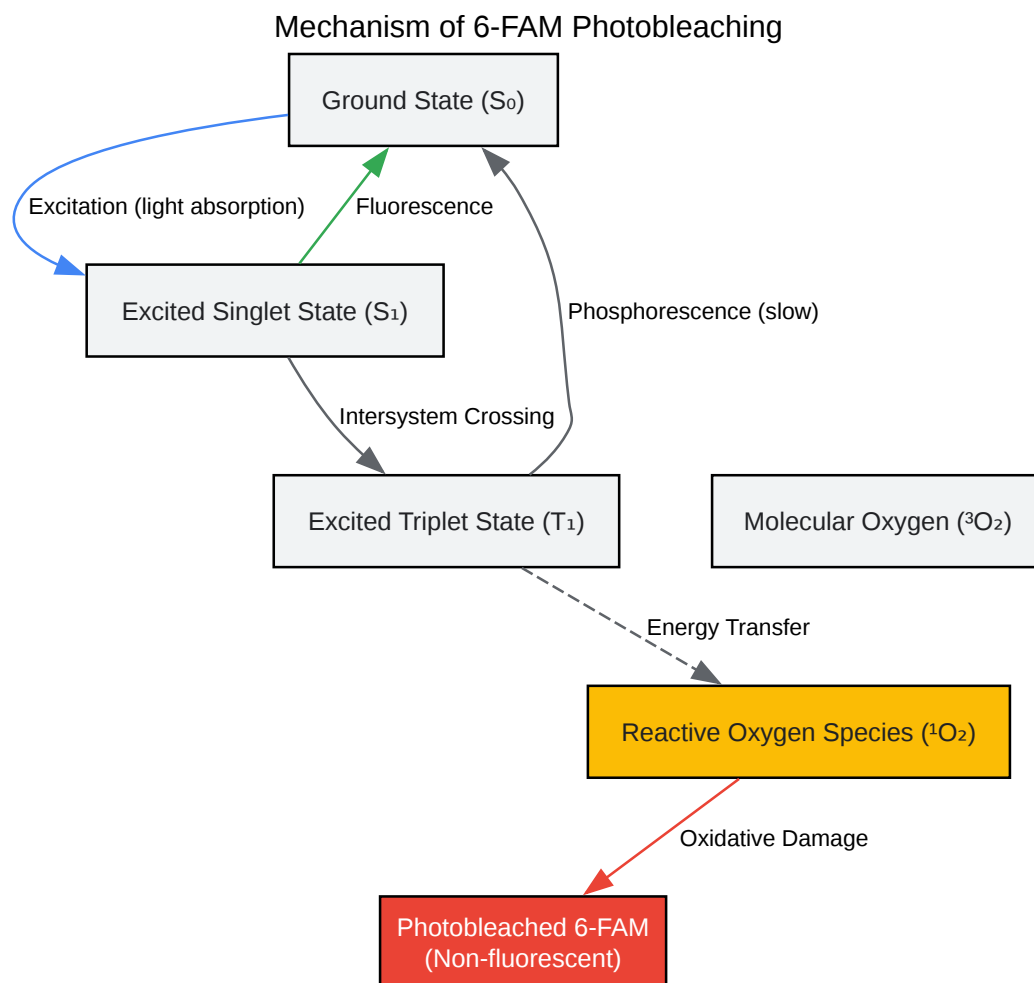 Mechanism of 6-FAM Photobleaching
Ground State (S₀)
Excitation (light absorption)
Fluorescence
Excited Singlet State (S₁)
Phosphorescence (slow)
Intersystem Crossing
Excited Triplet State (T₁)
Molecular Oxygen (³O₂)
Energy Transfer
Reactive Oxygen Species (¹O₂)
Oxidative Damage
Photobleached 6-FAM
(Non-fluorescent)